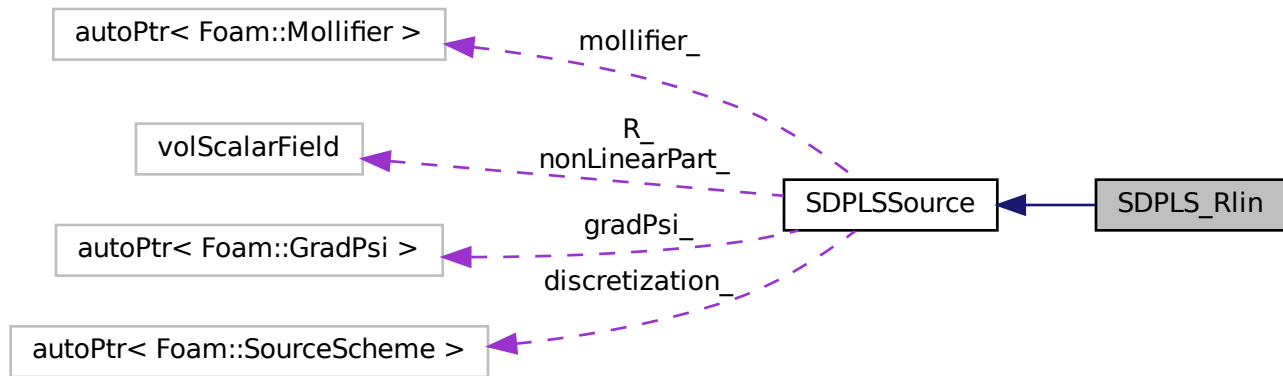 autoPtr< Foam::Mollifier >
mollifier_
volScalarField
R_
nonLinearPart_
SDPLSSource
SDPLS_Rlin
autoPtr< Foam::GradPsi >
gradPsi_
discretization_
autoPtr< Foam::SourceScheme >